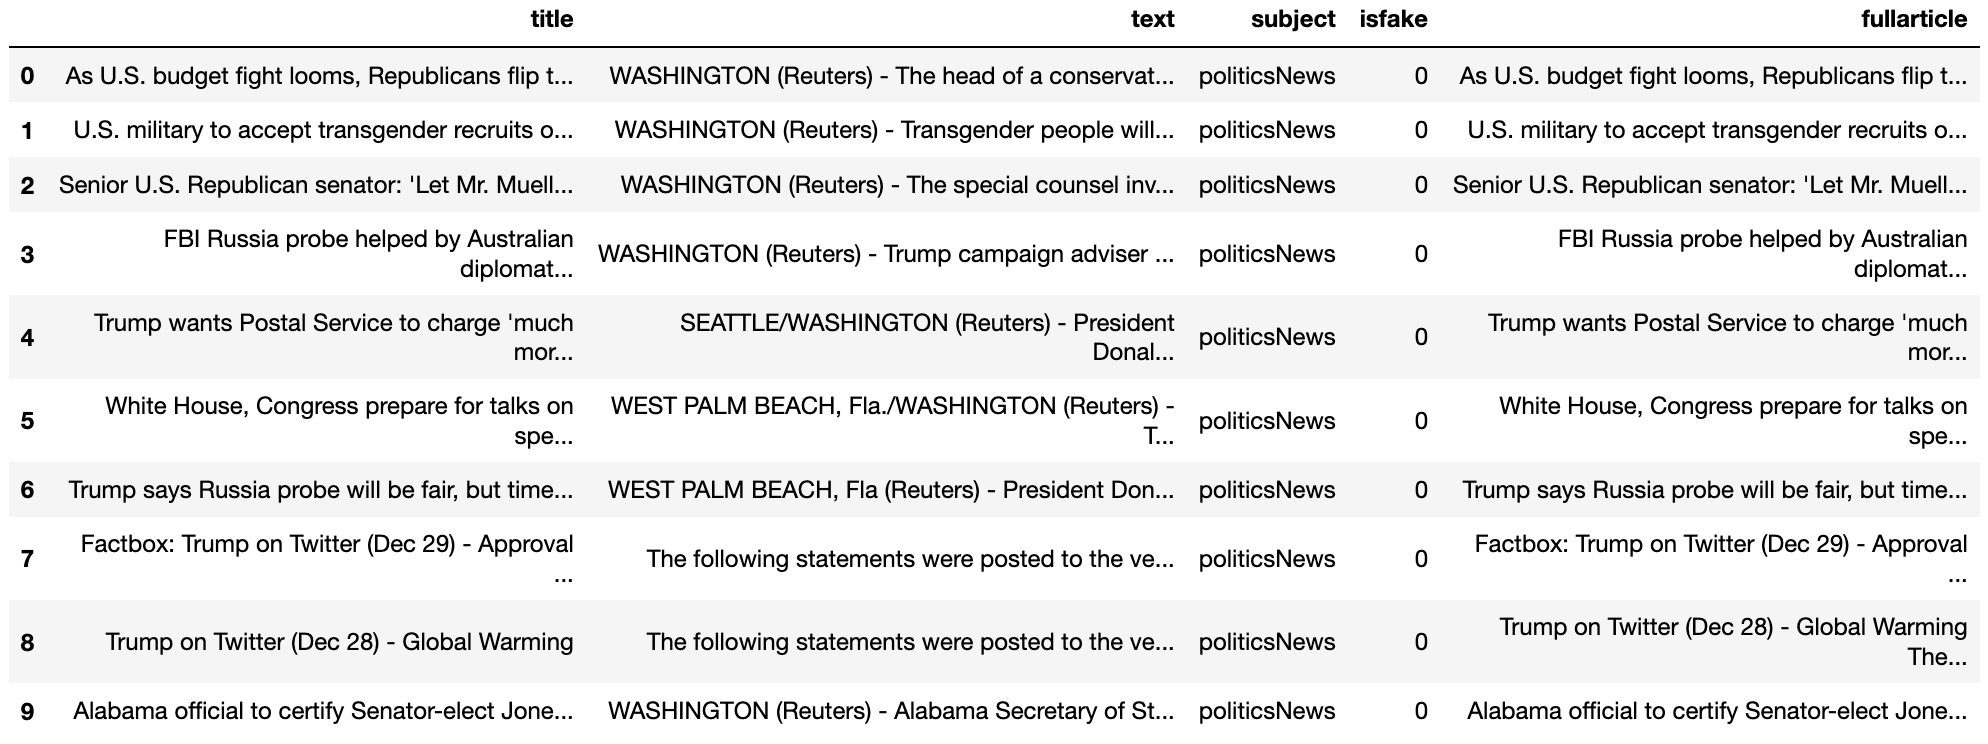 title text subject isfake fullarticle
0 As U.S. budget fight looms, Republicans flip t... WASHINGTON (Reuters) - The head of a conservat... politicsNews 0 As U.S. budget fight looms, Republicans flip t...
1 U.S. military to accept transgender recruits o... WASHINGTON (Reuters) - Transgender people will... politicsNews 0 U.S. military to accept transgender recruits o...
2 Senior U.S. Republican senator: 'Let Mr. Muell... WASHINGTON (Reuters) - The special counsel inv... politicsNews 0 Senior U.S. Republican senator: 'Let Mr. Muell...
3 FBI Russia probe helped by Australian
diplomat... WASHINGTON (Reuters) - Trump campaign adviser ... politicsNews 0 FBI Russia probe helped by Australian
diplomat...
4 Trump wants Postal Service to charge 'much
mor... SEATTLE/WASHINGTON (Reuters) - President
Donal... politicsNews 0 Trump wants Postal Service to charge 'much
mor...
5 White House, Congress prepare for talks on
spe... WEST PALM BEACH, Fla./WASHINGTON (Reuters) -
T... politicsNews 0 White House, Congress prepare for talks on
spe...
6 Trump says Russia probe will be fair, but time... WEST PALM BEACH, Fla (Reuters) - President Don... politicsNews 0 Trump says Russia probe will be fair, but time...
7 Factbox: Trump on Twitter (Dec 29) - Approval
... The following statements were posted to the ve... politicsNews 0 Factbox: Trump on Twitter (Dec 29) - Approval
...
8 Trump on Twitter (Dec 28) - Global Warming The following statements were posted to the ve... politicsNews 0 Trump on Twitter (Dec 28) - Global Warming
The...
9 Alabama official to certify Senator-elect Jone... WASHINGTON (Reuters) - Alabama Secretary of St... politicsNews 0 Alabama official to certify Senator-elect Jone...